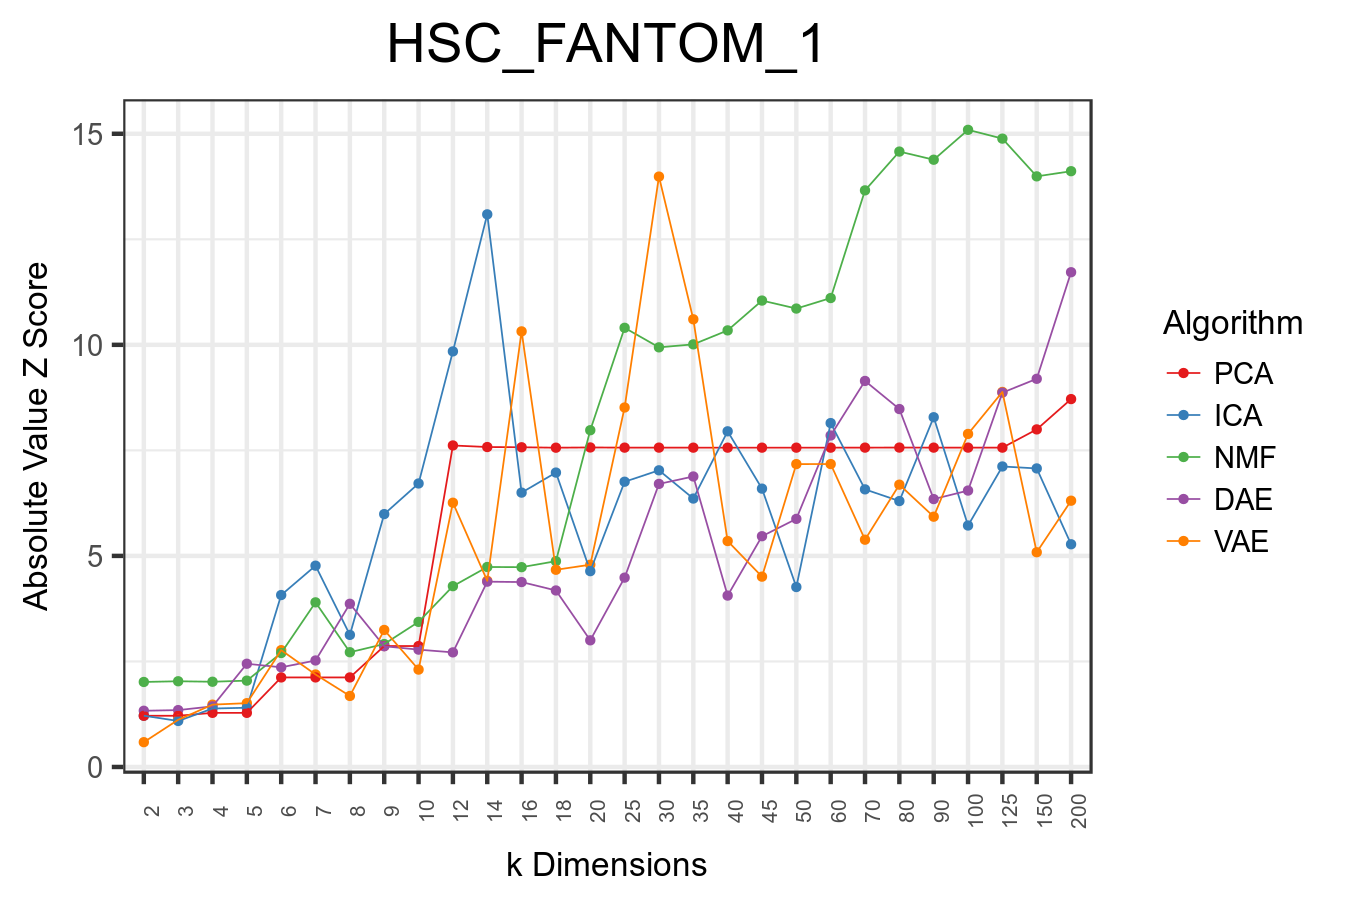 HSC_FANTOM_1
Absolute Value Z Score
15
10
5
0
2 3 4 5 6 7 8 9 10 12 14 16 18 20 25 30 35 40 45 50 60 70 80 90 100 125 150 200
k Dimensions
Algorithm
PCA
ICA
NMF
DAE
VAE